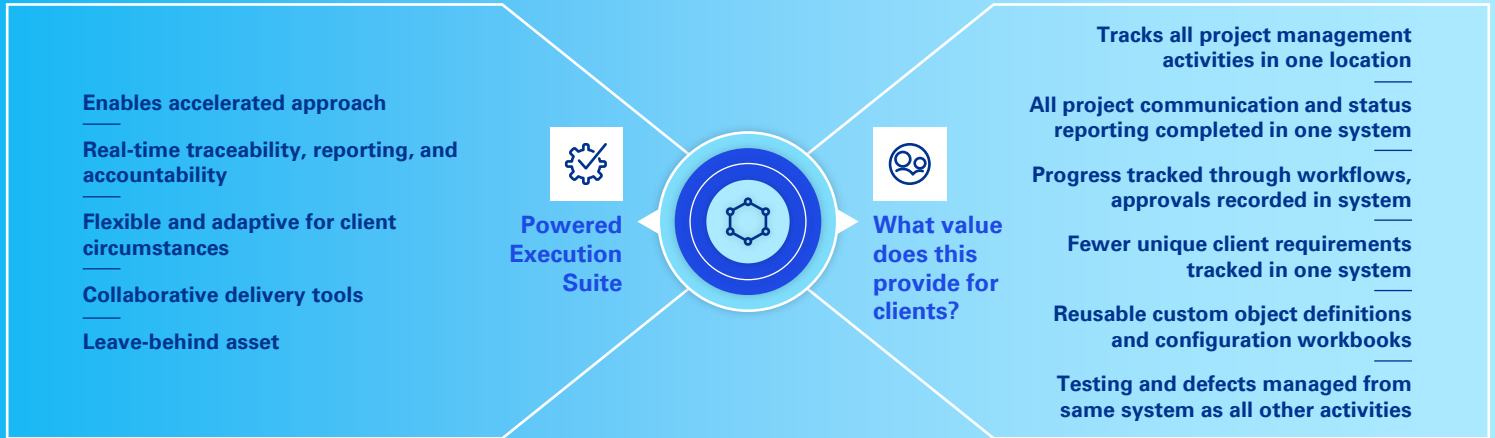 Enables accelerated approach
Real-time traceability, reporting, and
accountability
Flexible and adaptive for client
circumstances
Collaborative delivery tools
Leave-behind asset
Powered
Execution
Suite
What value
does this
provide for
clients?
Tracks all project management
activities in one location
All project communication and status
reporting completed in one system
Progress tracked through workflows,
approvals recorded in system
Fewer unique client requirements
tracked in one system
Reusable custom object definitions
and configuration workbooks
Testing and defects managed from
same system as all other activities